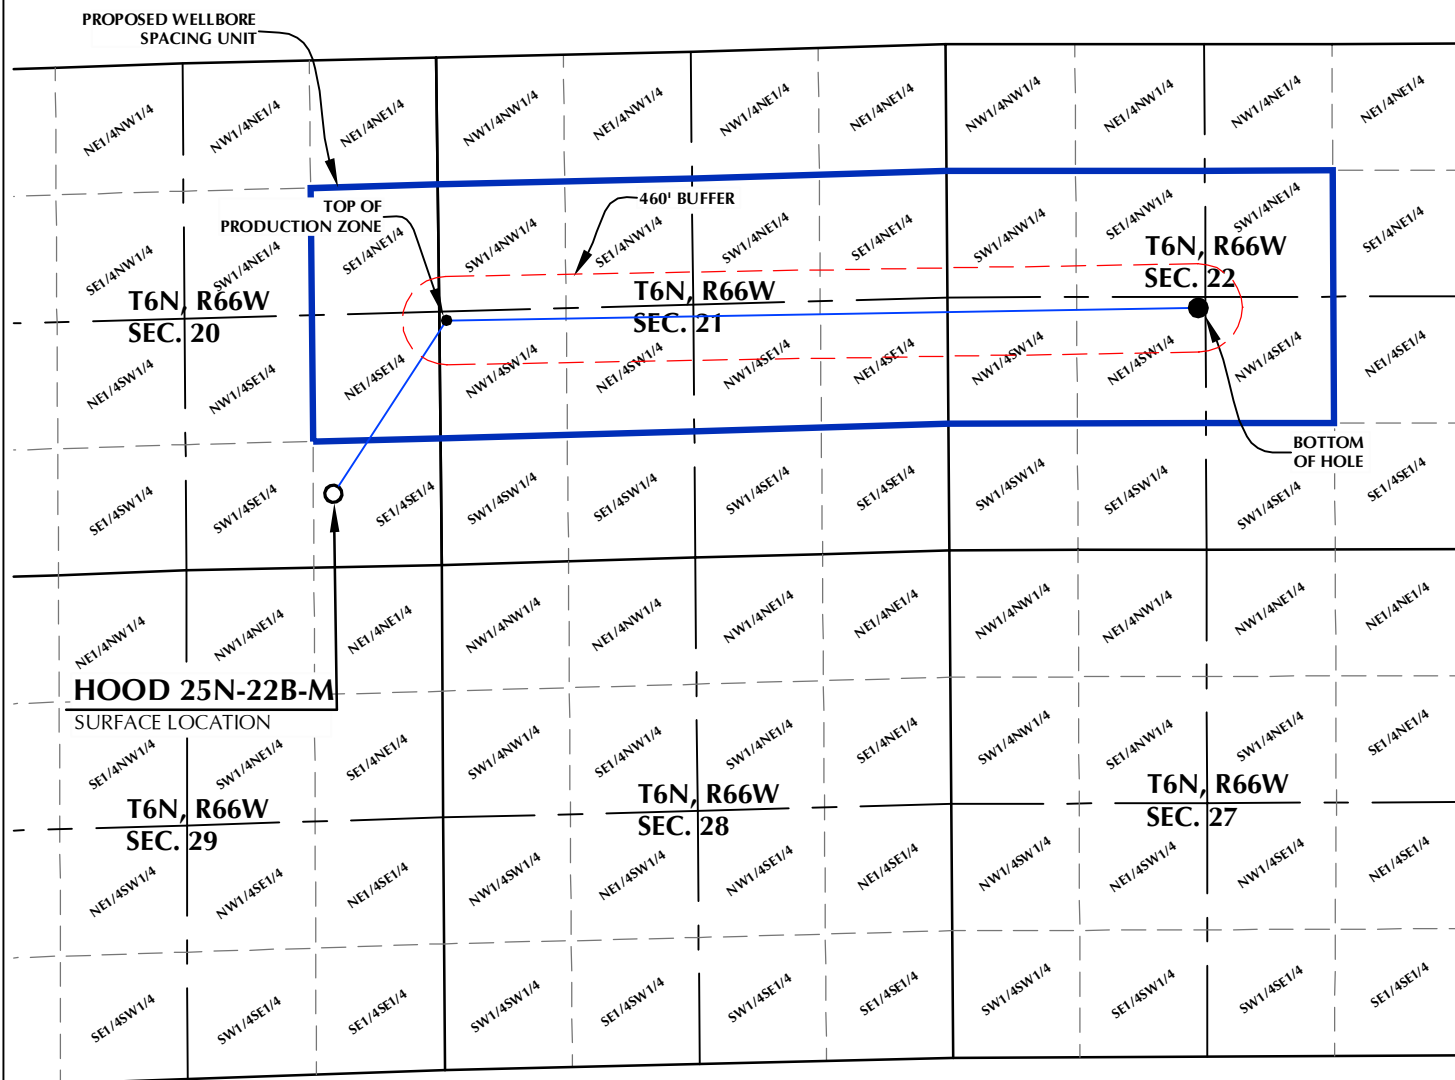 PROPOSED WELLBORE
SPACING UNIT
NE1/4NW1/4
NW1/4NE1/4
NE1/4NE1/4
NW1/4NW1/4
NE1/4NW1/4
NW1/4NE1/4
NE1/4NE1/4
NW1/4NW1/4
NE1/4NW1/4
NW1/4NE1/4
NE1/4NE1/4
TOP OF
PRODUCTION ZONE
460' BUFFER
SE1/4NW1/4
SW1/4NE1/4
SE1/4NE1/4
SW1/4NW1/4
SE1/4NW1/4
SW1/4NE1/4
SE1/4NE1/4
SW1/4NW1/4
SE1/4NW1/4
SW1/4NE1/4
SE1/4NE1/4
T6N, R66W
SEC. 20
T6N, R66W
SEC. 21
T6N, R66W
SEC. 22
NE1/4SW1/4
NW1/4SE1/4
NE1/4SE1/4
NW1/4SW1/4
NE1/4SW1/4
NW1/4SE1/4
NE1/4SE1/4
NW1/4SW1/4
NE1/4SW1/4
NW1/4SE1/4
NE1/4SE1/4
BOTTOM
OF HOLE
SE1/4SW1/4
SW1/4SE1/4
SE1/4SE1/4
SW1/4SW1/4
SE1/4SW1/4
SW1/4SE1/4
SE1/4SE1/4
SW1/4SW1/4
SE1/4SW1/4
SW1/4SE1/4
SE1/4SE1/4
NE1/4NW1/4
NW1/4NE1/4
NE1/4NE1/4
NW1/4NW1/4
NE1/4NW1/4
NW1/4NE1/4
NE1/4NE1/4
NW1/4NW1/4
NE1/4NW1/4
NW1/4NE1/4
NE1/4NE1/4
HOOD 25N-22B-M
SURFACE LOCATION
SE1/4NW1/4
SW1/4NE1/4
SE1/4NE1/4
SW1/4NW1/4
SE1/4NW1/4
SW1/4NE1/4
SE1/4NE1/4
SW1/4NW1/4
SE1/4NW1/4
SW1/4NE1/4
SE1/4NE1/4
T6N, R66W
SEC. 29
T6N, R66W
SEC. 28
T6N, R66W
SEC. 27
NE1/4SW1/4
NW1/4SE1/4
NE1/4SE1/4
NW1/4SW1/4
NE1/4SW1/4
NW1/4SE1/4
NE1/4SE1/4
NW1/4SW1/4
NE1/4SW1/4
NW1/4SE1/4
NE1/4SE1/4
SE1/4SW1/4
SW1/4SE1/4
SE1/4SE1/4
SW1/4SW1/4
SE1/4SW1/4
SW1/4SE1/4
SE1/4SE1/4
SW1/4SW1/4
SE1/4SW1/4
SW1/4SE1/4
SE1/4SE1/4